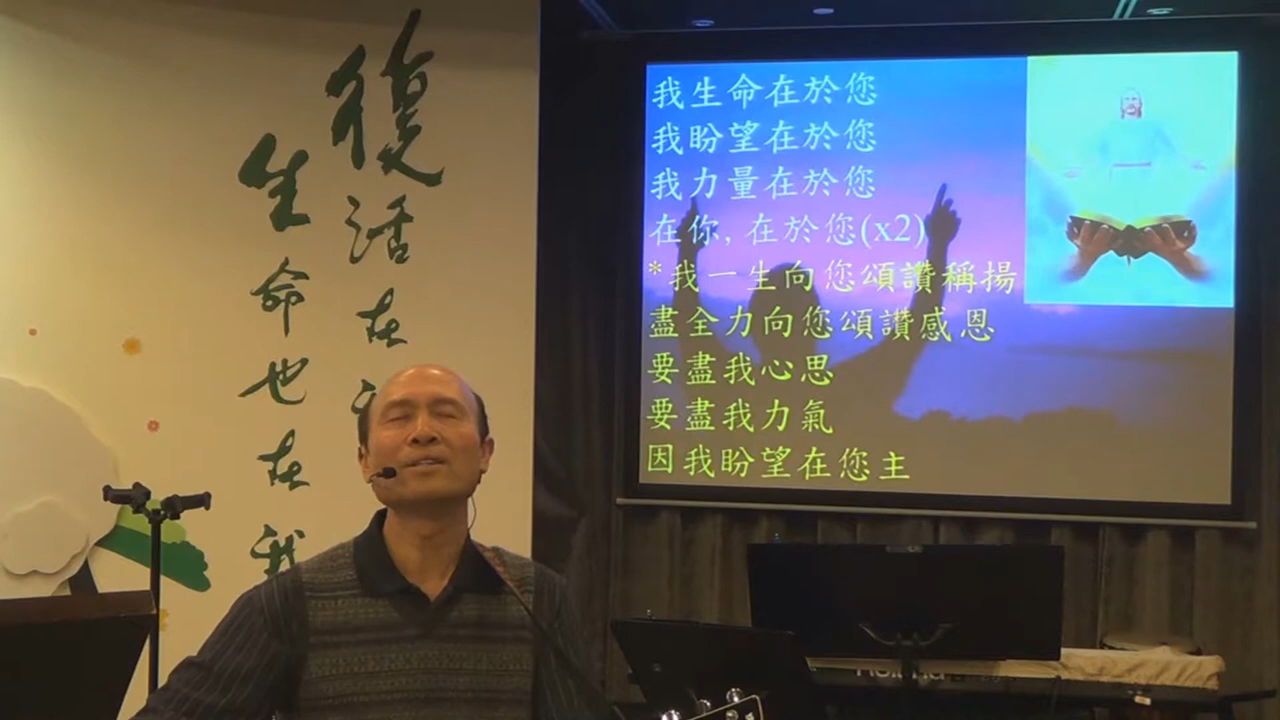 復活在
生命也在我
我生命在於您
我盼望在於您
我力量在於您
在你, 在於您(x2)
*我一生向您頌讚稱揚
盡全力向您頌讚感恩
要盡我心思
要盡我力氣
因我盼望在您主